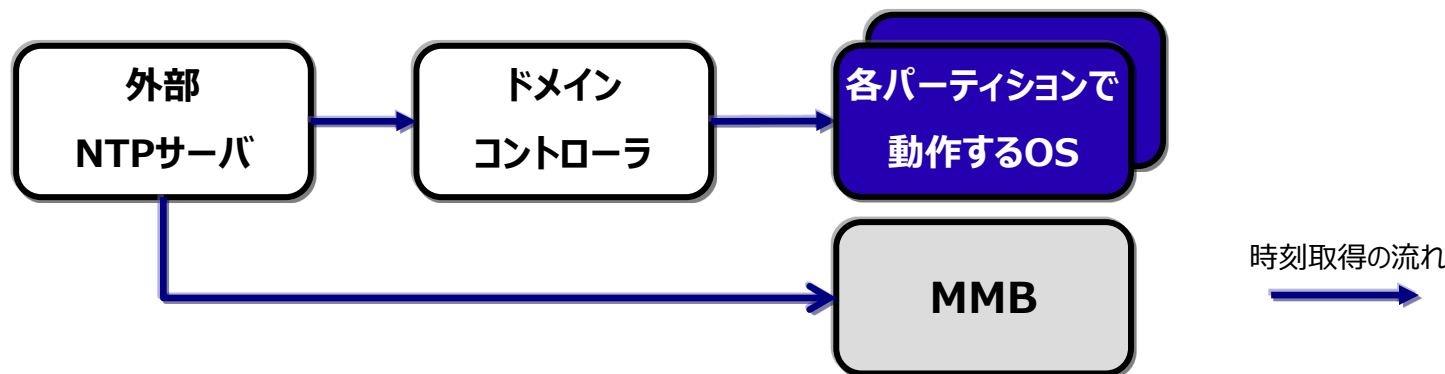 外部
NTPサーバ
ドメイン
コントローラ
各パーティションで
動作するOS
MMB
時刻取得の流れ